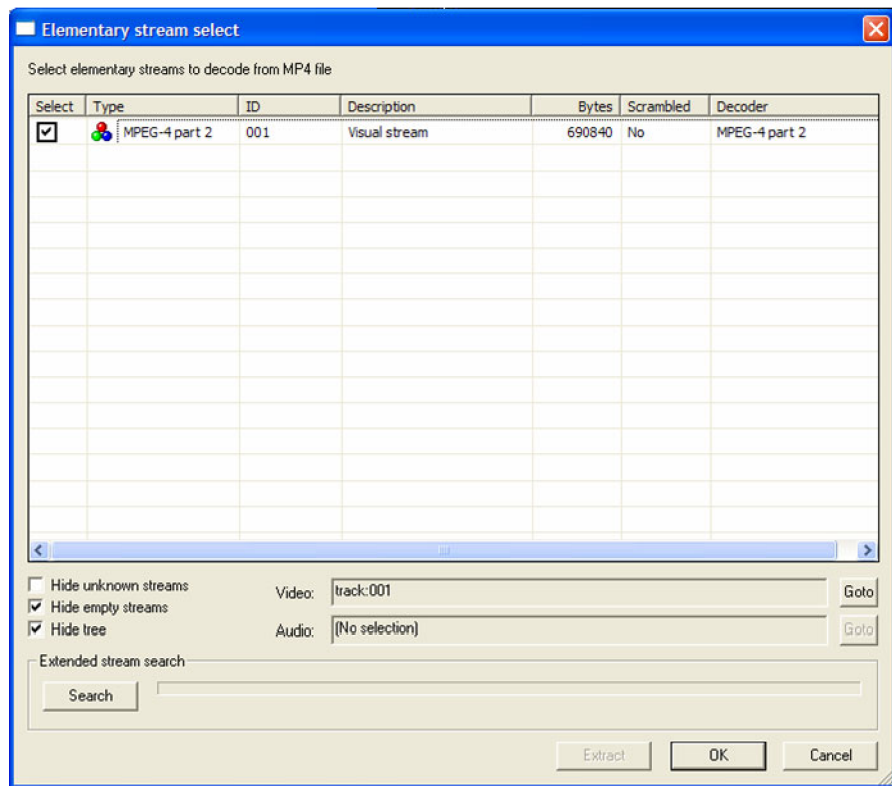 Elementary stream select
Select elementary streams to decode from MP4 file
Select Type ID Description Bytes Scrambled Decoder
MPEG-4 part 2 001 Visual stream 690840 No MPEG-4 part 2
Hide unknown streams
Hide empty streams
Hide tree
Video: track:001 Goto
Audio: (No selection) Goto
Extended stream search
Search
Extract OK Cancel